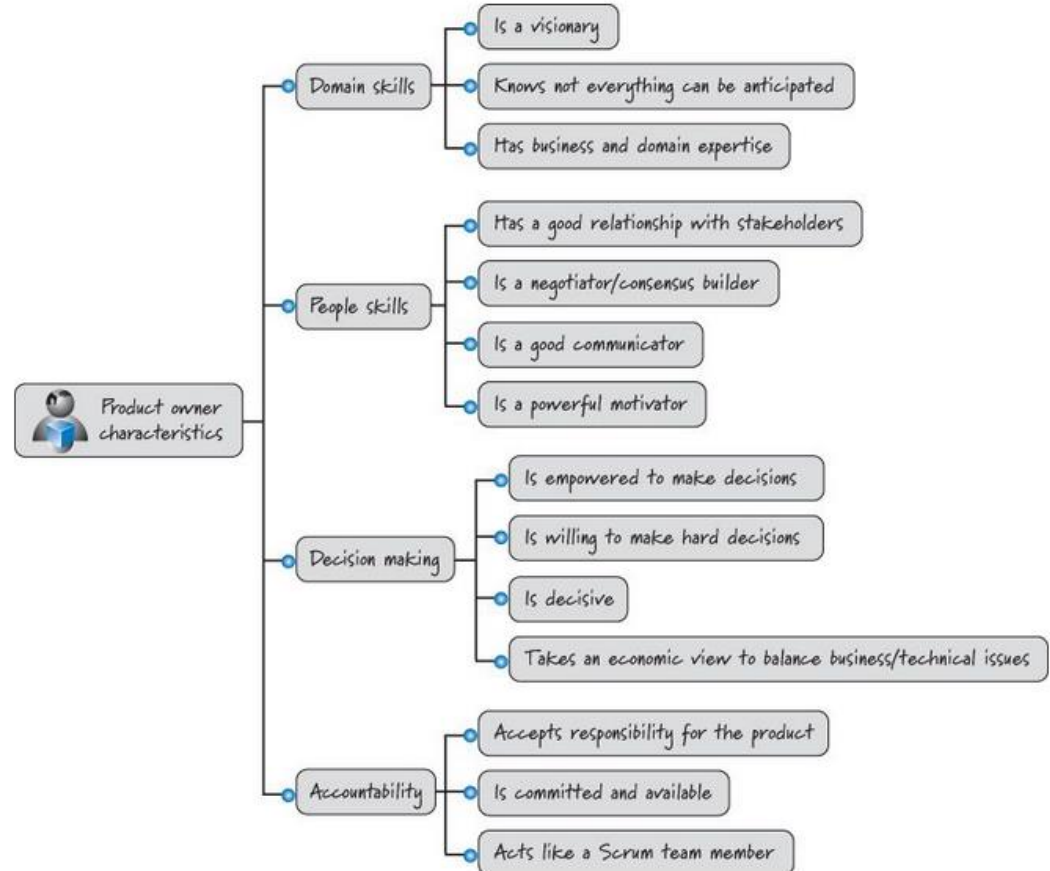 Product owner
characteristics
Domain skills
Is a visionary
Knows not everything can be anticipated
Has business and domain expertise
People skills
Has a good relationship with stakeholders
Is a negotiator/consensus builder
Is a good communicator
Is a powerful motivator
Decision making
Is empowered to make decisions
Is willing to make hard decisions
Is decisive
Takes an economic view to balance business/technical issues
Accountability
Accepts responsibility for the product
Is committed and available
Acts like a Scrum team member